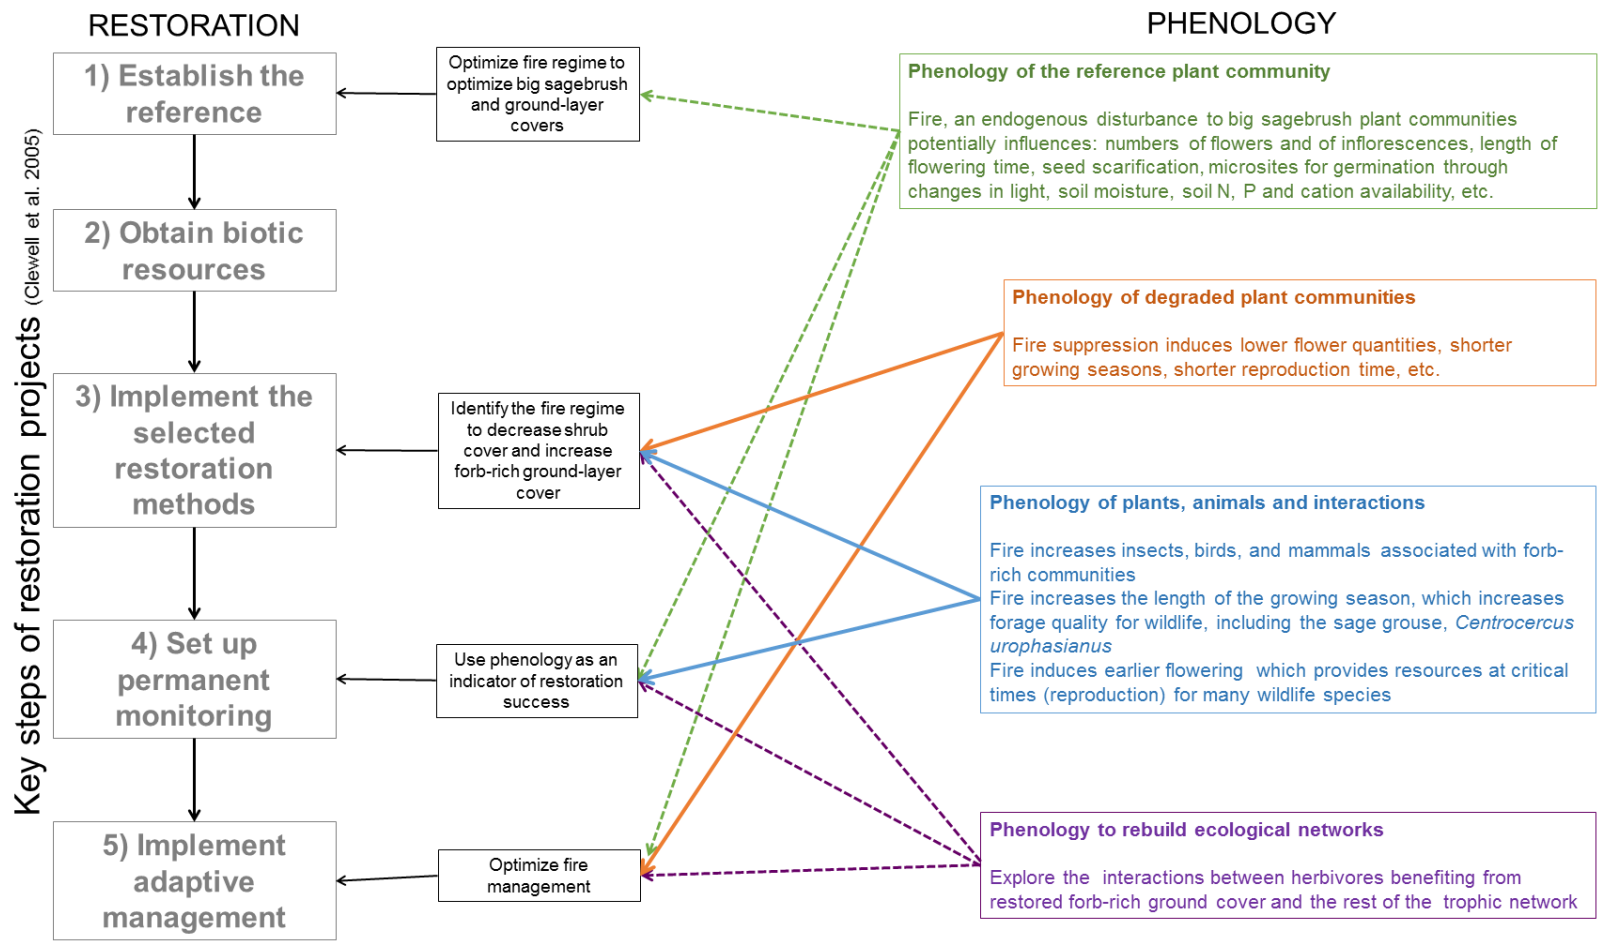 RESTORATION
PHENOLOGY
Key steps of restoration projects (Clewell et al. 2005)
1) Establish the
reference
2) Obtain biotic
resources
3) Implement the
selected
restoration
methods
4) Set up
permanent
monitoring
5) Implement
adaptive
management
Optimize fire regime to
optimize big sagebrush
and ground-layer
covers
Identify the fire regime
to decrease shrub
cover and increase
forb-rich ground-layer
cover
Use phenology as an
indicator of restoration
success
Optimize fire
management
Phenology of the reference plant community
Fire, an endogenous disturbance to big sagebrush plant communities
potentially influences: numbers of flowers and of inflorescences, length of
flowering time, seed scarification, microsites for germination through
changes in light, soil moisture, soil N, P and cation availability, etc.
Phenology of degraded plant communities
Fire suppression induces lower flower quantities, shorter
growing seasons, shorter reproduction time, etc.
Phenology of plants, animals and interactions
Fire increases insects, birds, and mammals associated with forb-
rich communities
Fire increases the length of the growing season, which increases
forage quality for wildlife, including the sage grouse, Centrocercus
urophasianus
Fire induces earlier flowering which provides resources at critical
times (reproduction) for many wildlife species
Phenology to rebuild ecological networks
Explore the interactions between herbivores benefiting from
restored forb-rich ground cover and the rest of the trophic network